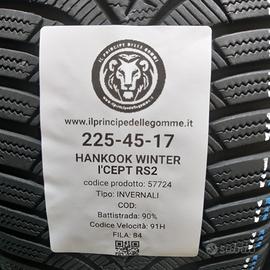 IL PRINCIPE DELLE GOMME
www.ilprincipedellegomme.it
225-45-17
HANKOOK WINTER
I'CEPT RS2
codice prodotto: 57724
Tipo: INVERNALI
COD:
Battistrada: 90%
Codice Velocità: 91H
FILA: 84
subito